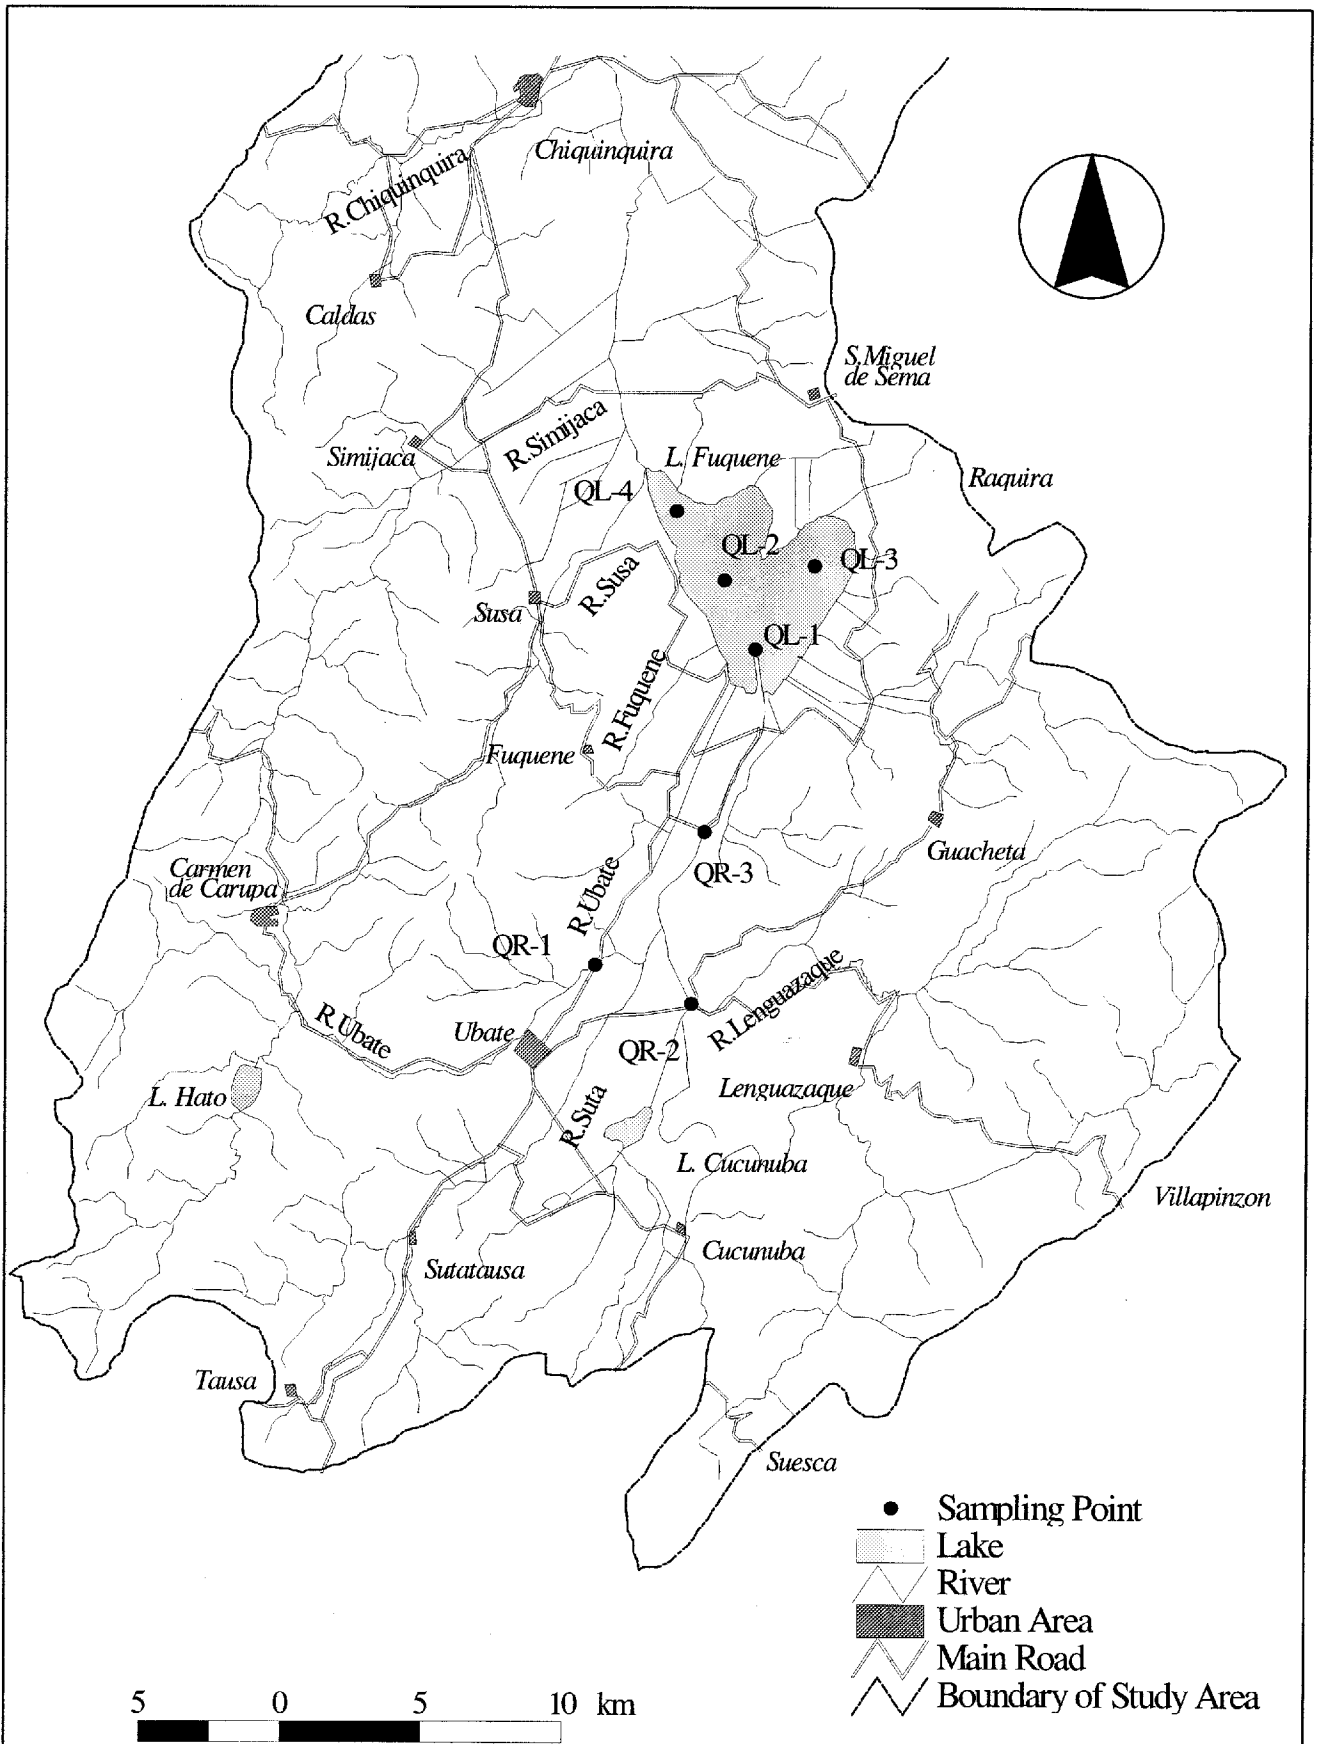 Chiquinquira
R.Chiquinquira
Caldas
S.Miguel
de Sema
R.Simijaca
Simijaca
L. Fuquene
Raquira
QL-4
QL-2
QL-3
R.Susa
Susa
QL-1
R.Fuquene
Fuquene
Guacheta
Carmen
de Carupa
QR-3
R.Ubate
QR-1
R.Lenguazaque
R.Ubate
Ubate
QR-2
L. Hato
Lenguazaque
R.Suta
L. Cucunuba
Villapinzon
Cucunuba
Sutatausa
Tausa
Suesca
Sampling Point
Lake
River
Urban Area
Main Road
Boundary of Study Area
5 0 5 10 km